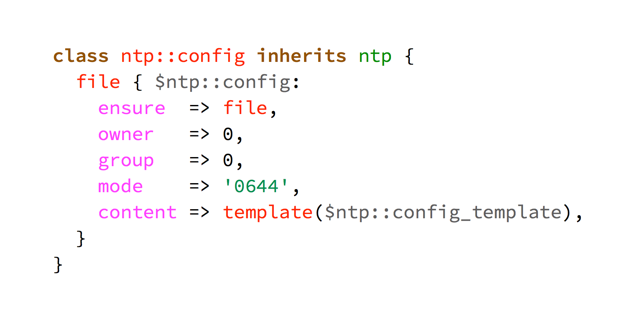 class ntp::config inherits ntp {
  file { $ntp::config:
    ensure  => file,
    owner   => 0,
    group   => 0,
    mode    => '0644',
    content => template($ntp::config_template),
  }
}